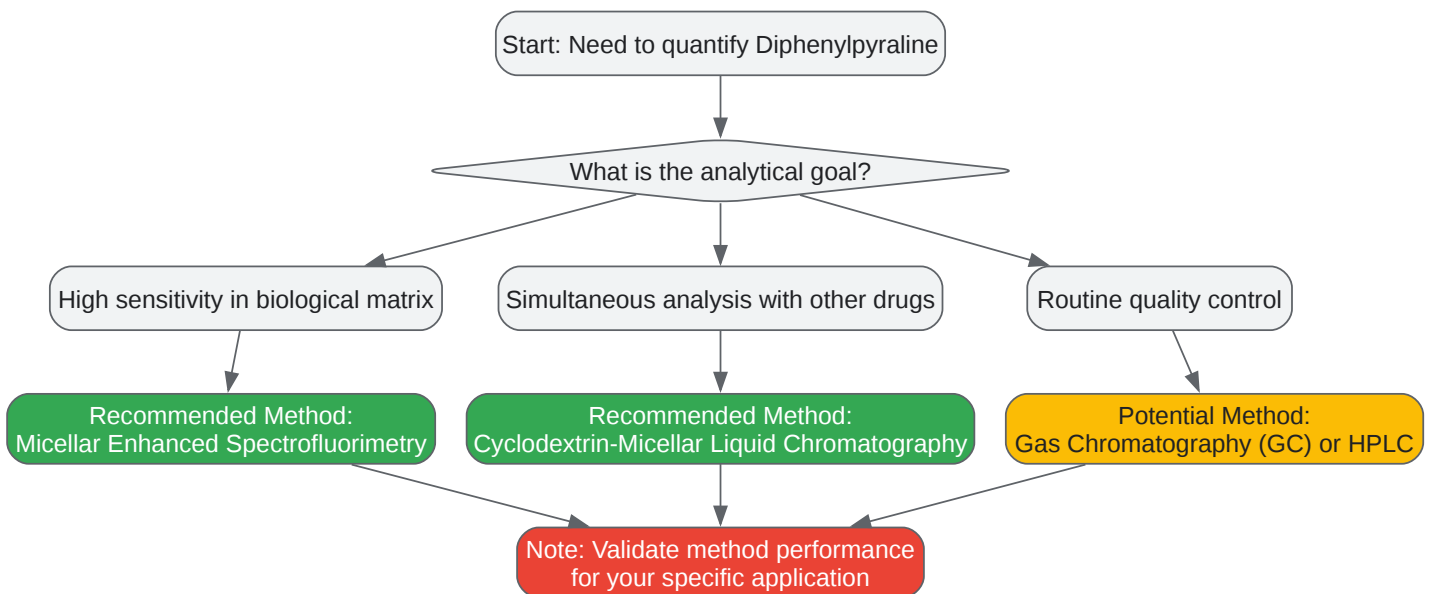 Start: Need to quantify Diphenylpyraline
What is the analytical goal?
High sensitivity in biological matrix
Simultaneous analysis with other drugs
Routine quality control
Recommended Method:
Micellar Enhanced Spectrofluorimetry
Recommended Method:
Cyclodextrin-Micellar Liquid Chromatography
Potential Method:
Gas Chromatography (GC) or HPLC
Note: Validate method performance
for your specific application